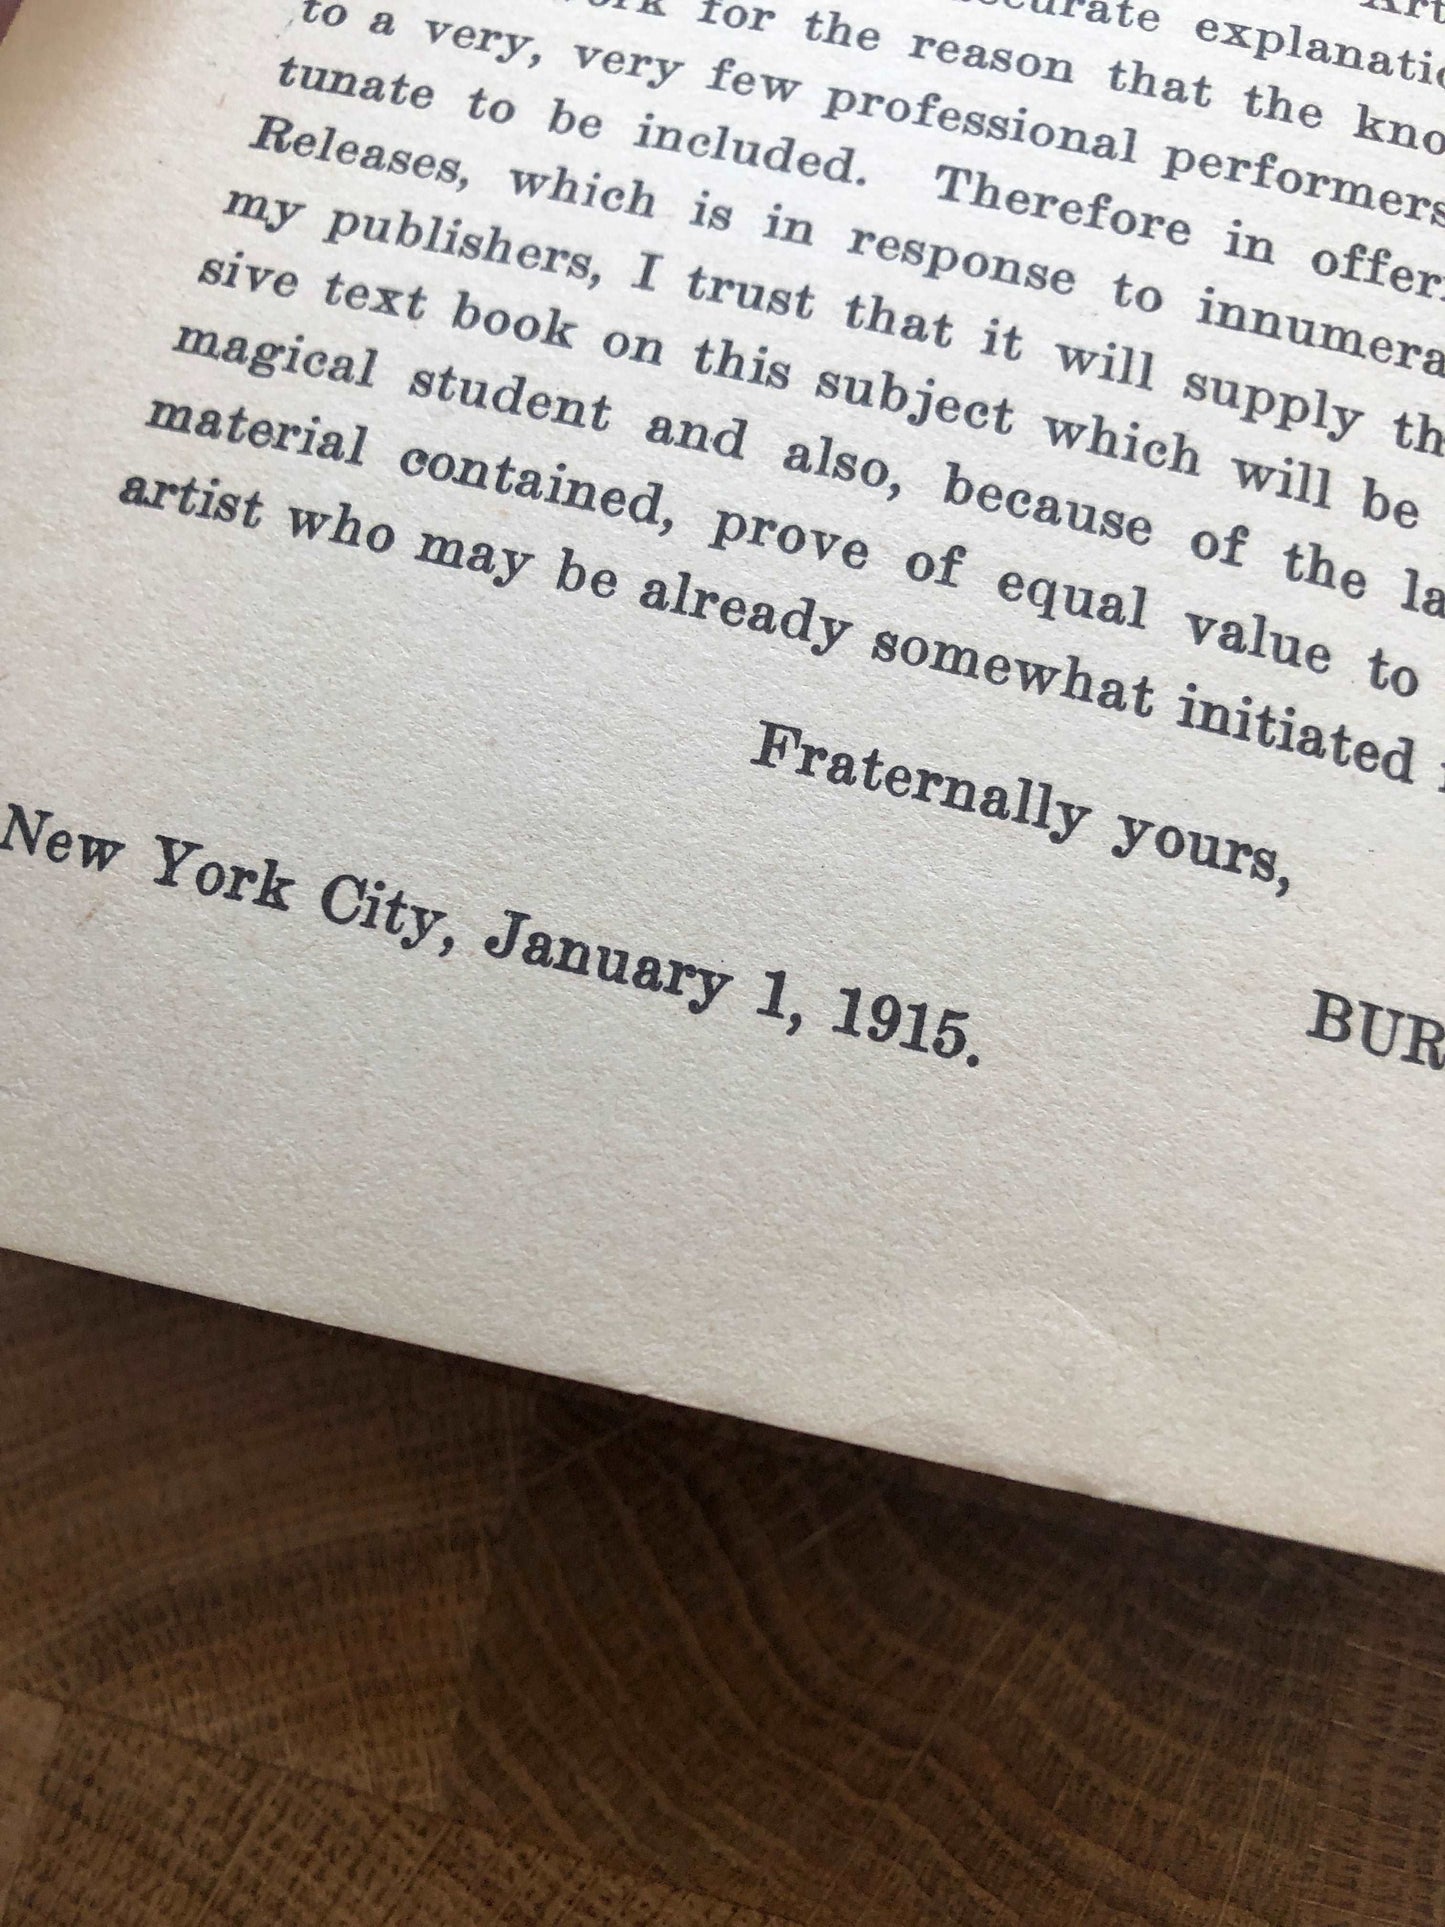 curate explanati
for the reason that the kno
to a very, very few professional performers
tunate to be included. Therefore in offer
Releases, which is in response to innumera
my publishers, I trust that it will supply th
sive text book on this subject which will be
magical student and also, because of the la
material contained, prove of equal value to
artist who may be already somewhat initiated
Fraternally yours,
BUR
New York City, January 1, 1915.